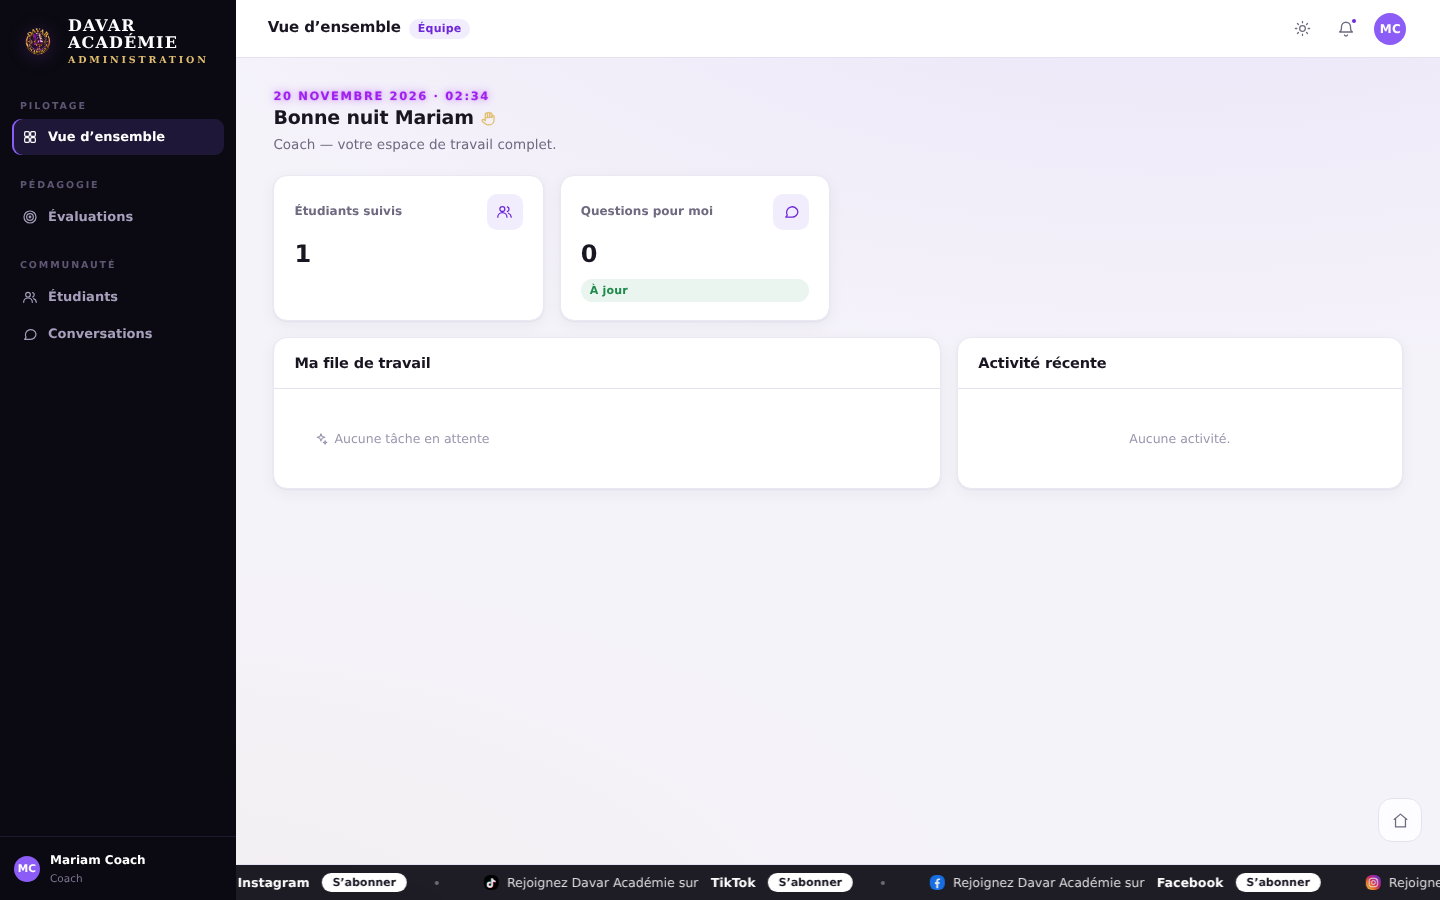 DAVAR
ACADÉMIE
ADMINISTRATION
PILOTAGE
Vue d’ensemble
PÉDAGOGIE
Évaluations
COMMUNAUTÉ
Étudiants
Conversations
MC
Mariam Coach
Coach
Vue d’ensemble
Équipe
MC
20 NOVEMBRE 2026 · 02:34
Bonne nuit Mariam
Coach — votre espace de travail complet.
Étudiants suivis
1
Questions pour moi
0
À jour
Ma file de travail
Aucune tâche en attente
Activité récente
Aucune activité.
Instagram S’abonner • Rejoignez Davar Académie sur TikTok S’abonner • Rejoignez Davar Académie sur Facebook S’abonner Rejoigne